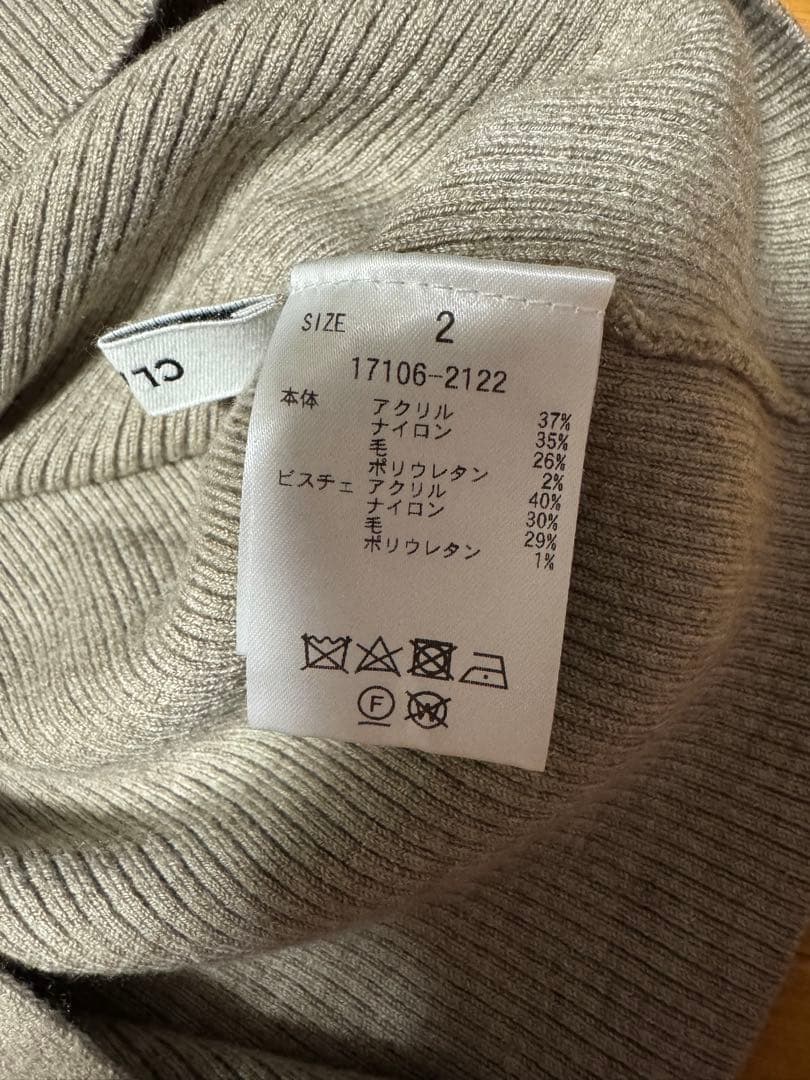 CL
SIZE 2
17106-2122
本体 アクリル 37%
ナイロン 35%
毛 26%
ポリウレタン 2%
ビスチェ アクリル 40%
ナイロン 30%
毛 29%
ポリウレタン 1%
F W